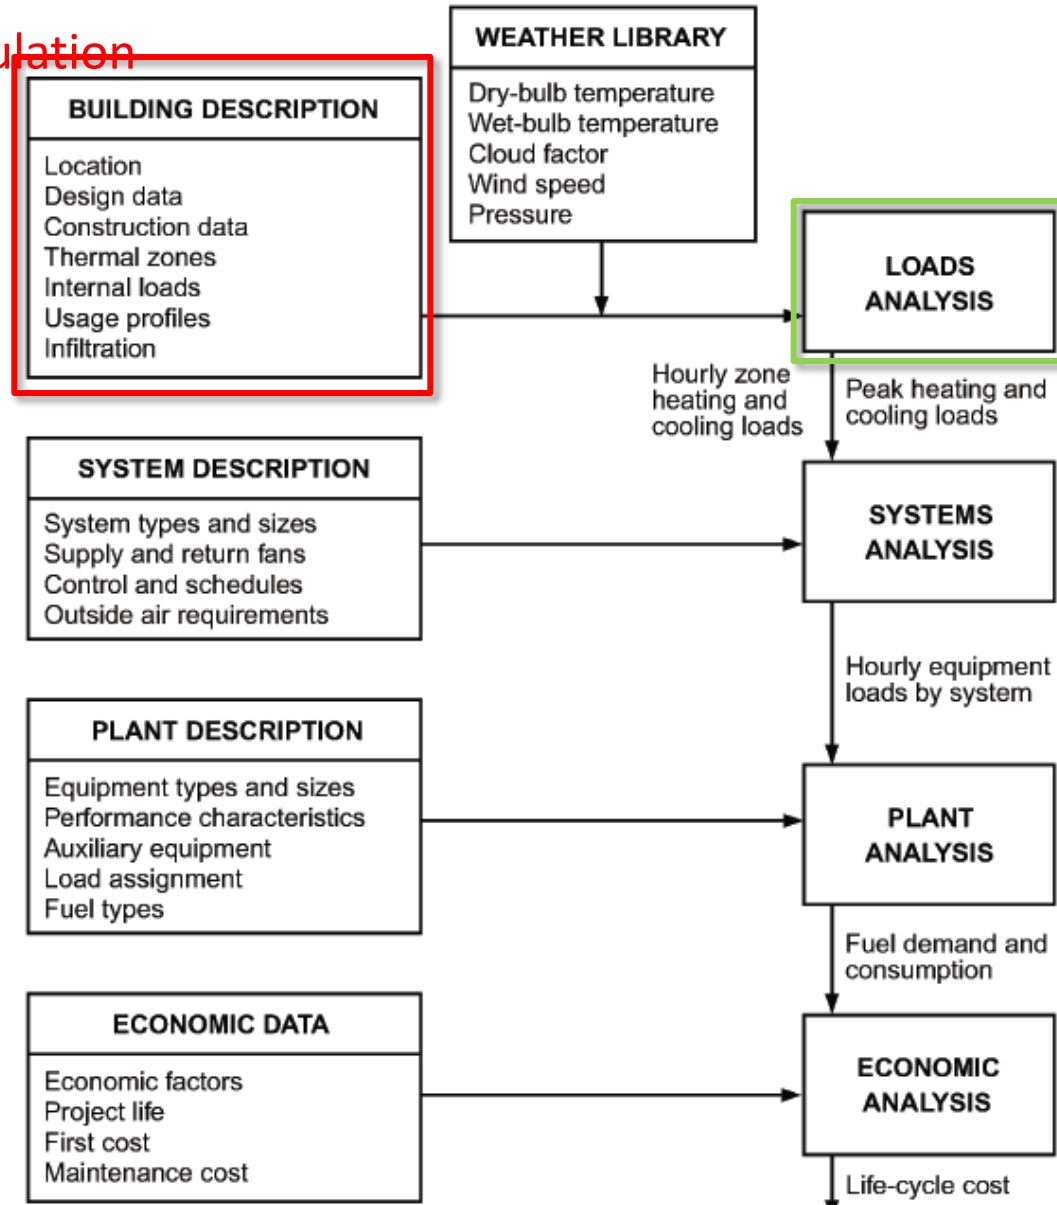 WEATHER LIBRARY
Dry-bulb temperature
Wet-bulb temperature
Cloud factor
Wind speed
Pressure
BUILDING DESCRIPTION
Location
Design data
Construction data
Thermal zones
Internal loads
Usage profiles
Infiltration
LOADS
ANALYSIS
Hourly zone
heating and
cooling loads
Peak heating and
cooling loads
SYSTEM DESCRIPTION
System types and sizes
Supply and return fans
Control and schedules
Outside air requirements
SYSTEMS
ANALYSIS
Hourly equipment
loads by system
PLANT DESCRIPTION
Equipment types and sizes
Performance characteristics
Auxiliary equipment
Load assignment
Fuel types
PLANT
ANALYSIS
Fuel demand and
consumption
ECONOMIC DATA
Economic factors
Project life
First cost
Maintenance cost
ECONOMIC
ANALYSIS
Life-cycle cost